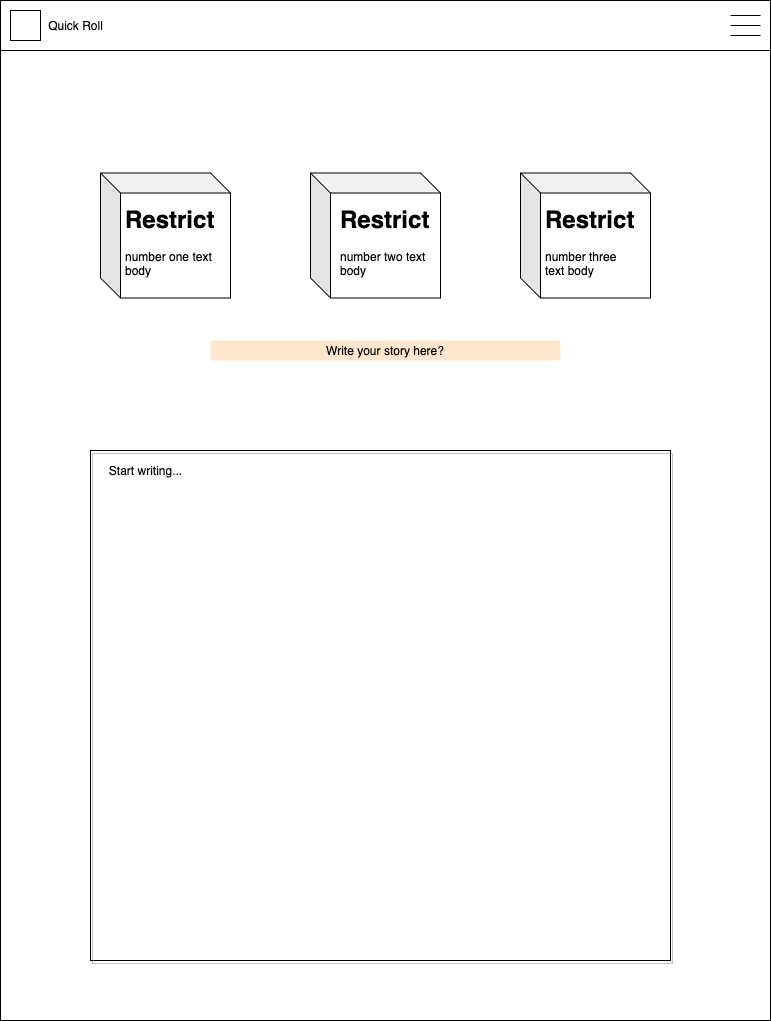 Quick Roll
Restrict
number one text
body
Restrict
number two text
body
Restrict
number three
text body
Write your story here?
Start writing...